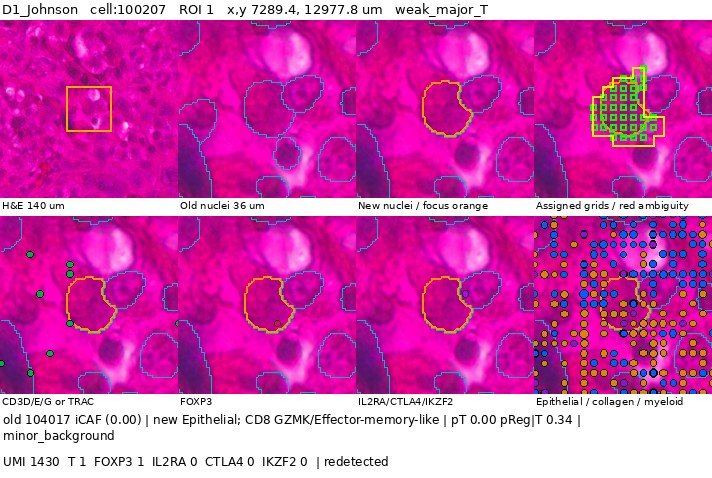 D1_Johnson   cell:100207   ROI 1   x,y 7289.4, 12977.8 um   weak_major_T
H&E 140 um
Old nuclei 36 um
New nuclei / focus orange
Assigned grids / red ambiguity
CD3D/E/G or TRAC
FOXP3
IL2RA/CTLA4/IKZF2
Epithelial / collagen / myeloid
old 104017 iCAF (0.00) | new Epithelial; CD8 GZMK/Effector-memory-like | pT 0.00 pReg|T 0.34 |
minor_background
UMI 1430  T 1  FOXP3 1  IL2RA 0  CTLA4 0  IKZF2 0  | redetected